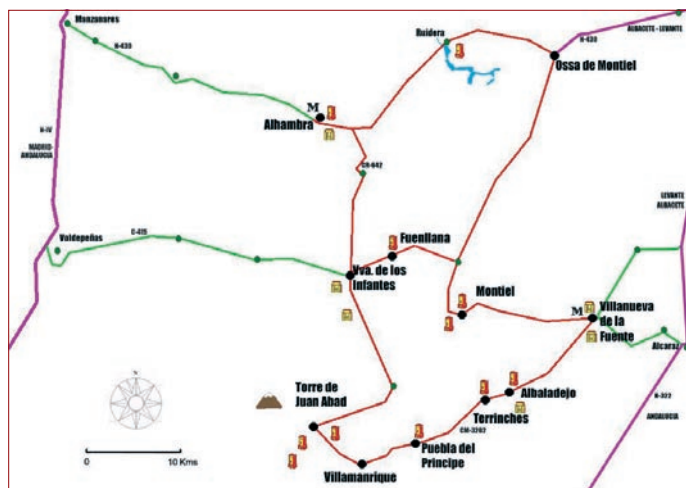 Manzanares
N-430
Ruidera
N-430
ALBACETE - LEVANTE
Ossa de Montiel
M
Alhambra
N-IV
MADRID-
ANDALUCIA
CR-642
LEVANTE
ALBACETE
Valdepeñas
C-415
Fuenllana
Vva. de los
Infantes
Montiel
M
Villanueva
de la
Fuente
Alcaraz
N
Torre de
Juan Abad
Albaladejo
Terrinches
N-322
ANDALUCIA
CM-3202
Puebla del
Principe
Villamanrique
0
10 Kms